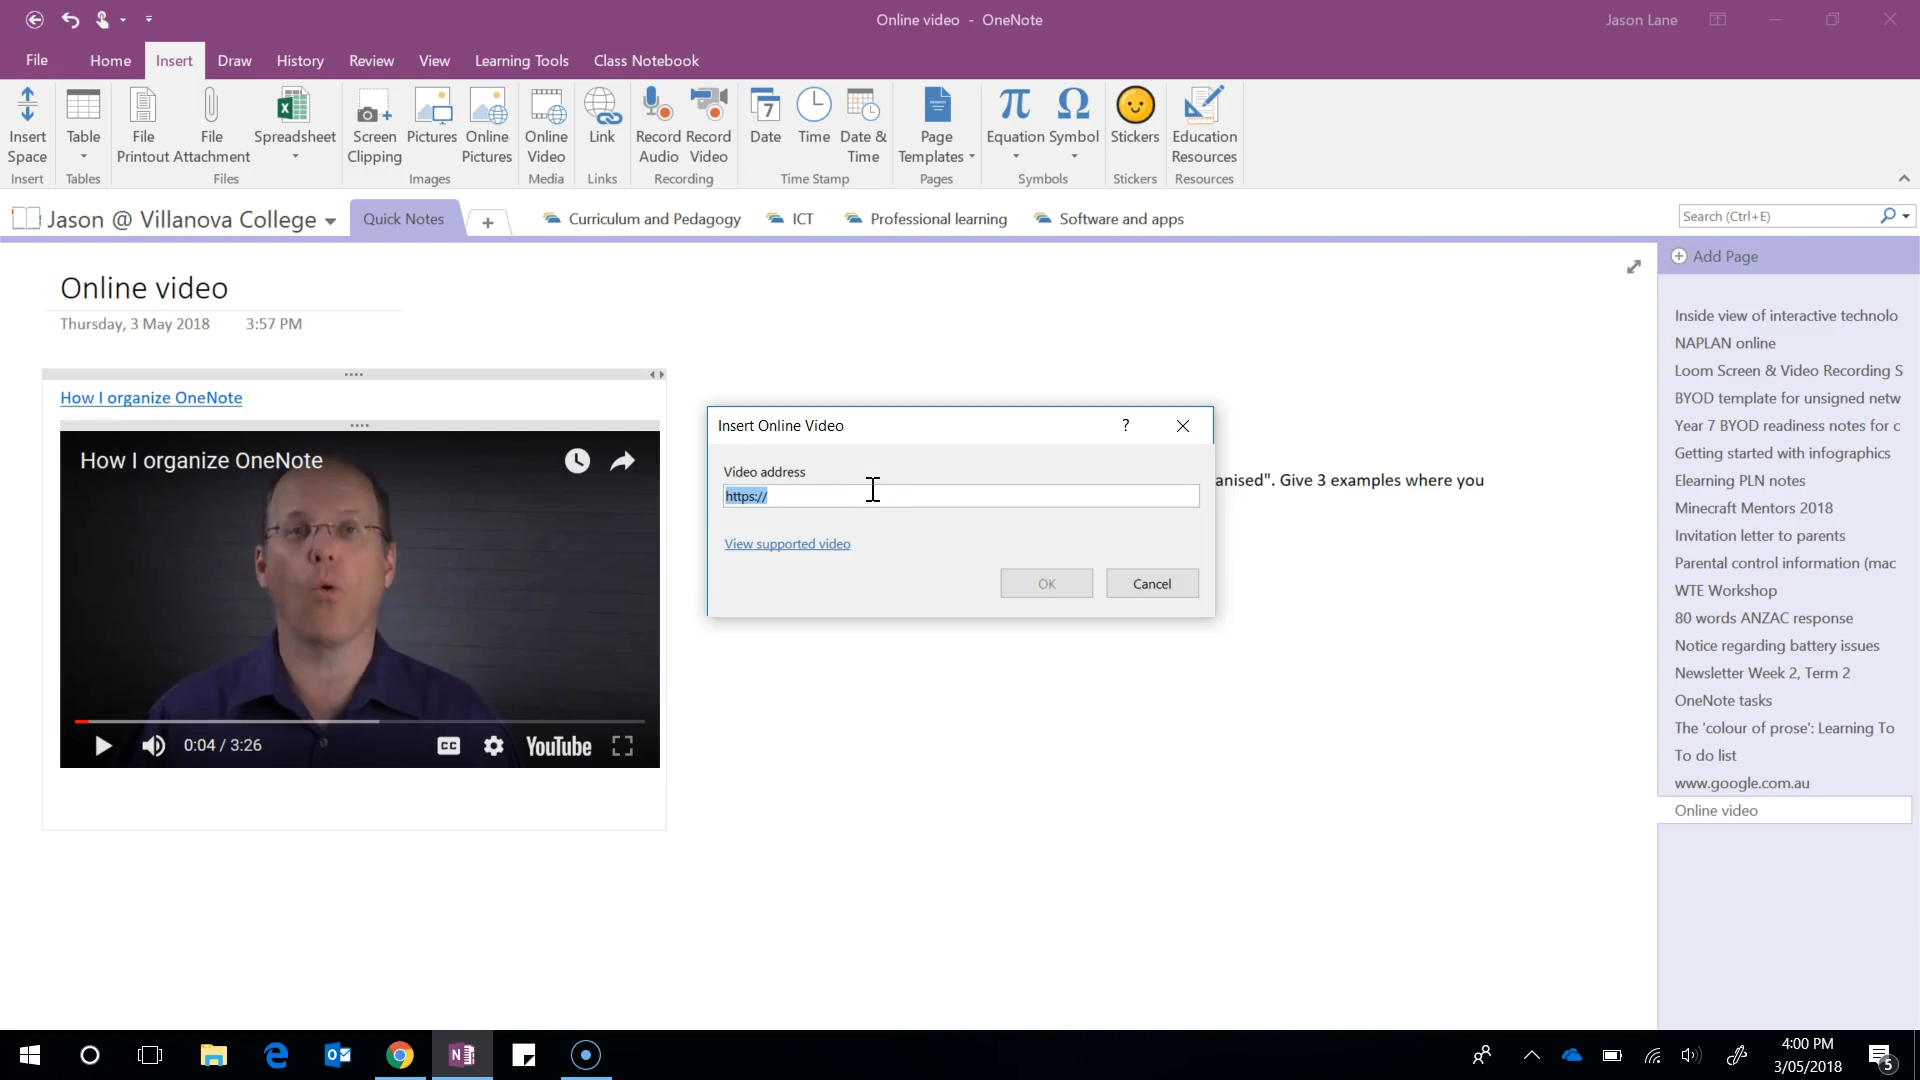 Online video - OneNote
Jason Lane
File Home Insert Draw History Review View Learning Tools Class Notebook
Insert Space
Table
File Printout
File Attachment
Spreadsheet
Screen Clipping
Pictures
Online Pictures
Online Video
Link
Record Audio
Record Video
7
Date
Time
Date & Time
Page Templates
π
Equation
Ω
Symbol
Stickers
Education Resources
Insert Tables Files Images Media Links Recording Time Stamp Pages Symbols Stickers Resources
Jason @ Villanova College
Quick Notes
+
Curriculum and Pedagogy
ICT
Professional learning
Software and apps
Search (Ctrl+E)
Online video
Thursday, 3 May 2018 3:57 PM
How I organize OneNote
How I organize OneNote
0:04 / 3:26
CC
YouTube
Insert Online Video
?
Video address
https://
View supported video
OK
Cancel
anised". Give 3 examples where you
Add Page
Inside view of interactive technolo
NAPLAN online
Loom Screen & Video Recording S
BYOD template for unsigned netw
Year 7 BYOD readiness notes for c
Getting started with infographics
Elearning PLN notes
Minecraft Mentors 2018
Invitation letter to parents
Parental control information (mac
WTE Workshop
80 words ANZAC response
Notice regarding battery issues
Newsletter Week 2, Term 2
OneNote tasks
The 'colour of prose': Learning To
To do list
www.google.com.au
Online video
4:00 PM
3/05/2018
5